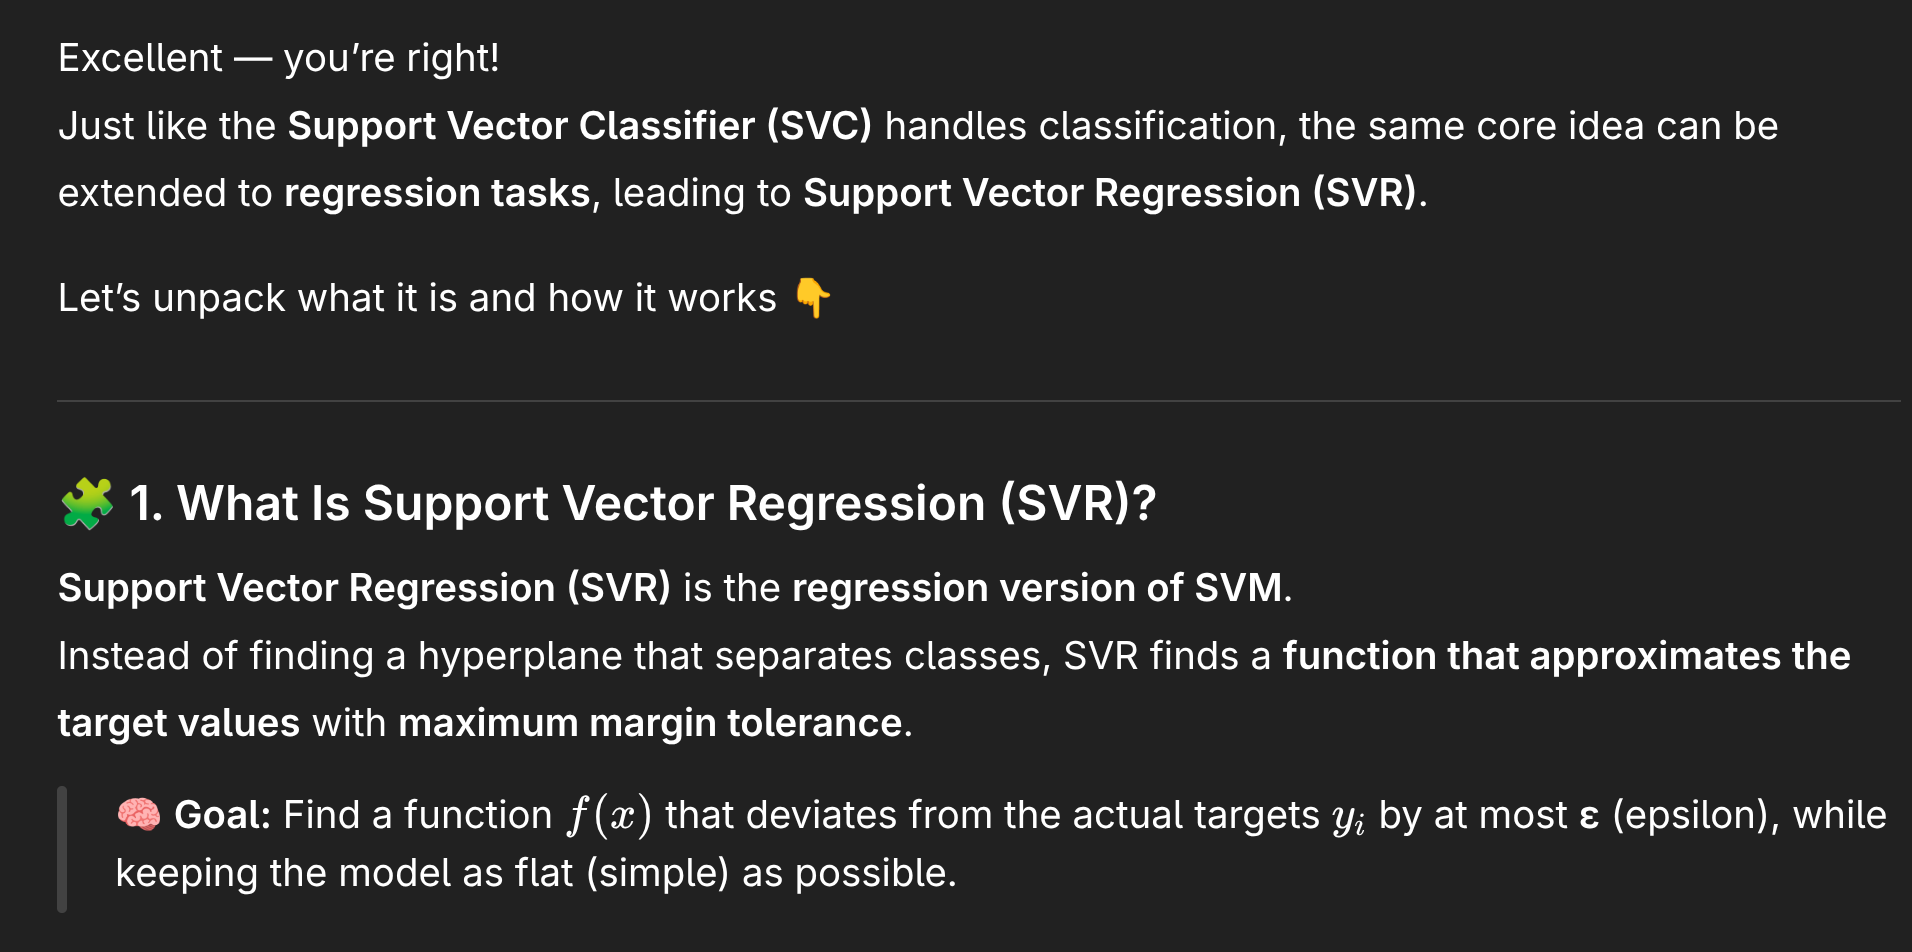 Excellent — you’re right!
Just like the Support Vector Classifier (SVC) handles classification, the same core idea can be
extended to regression tasks, leading to Support Vector Regression (SVR).
Let’s unpack what it is and how it works 👇
🧩 1. What Is Support Vector Regression (SVR)?
Support Vector Regression (SVR) is the regression version of SVM.
Instead of finding a hyperplane that separates classes, SVR finds a function that approximates the
target values with maximum margin tolerance.
🧠 Goal: Find a function f(x) that deviates from the actual targets yᵢ by at most ε (epsilon), while
keeping the model as flat (simple) as possible.